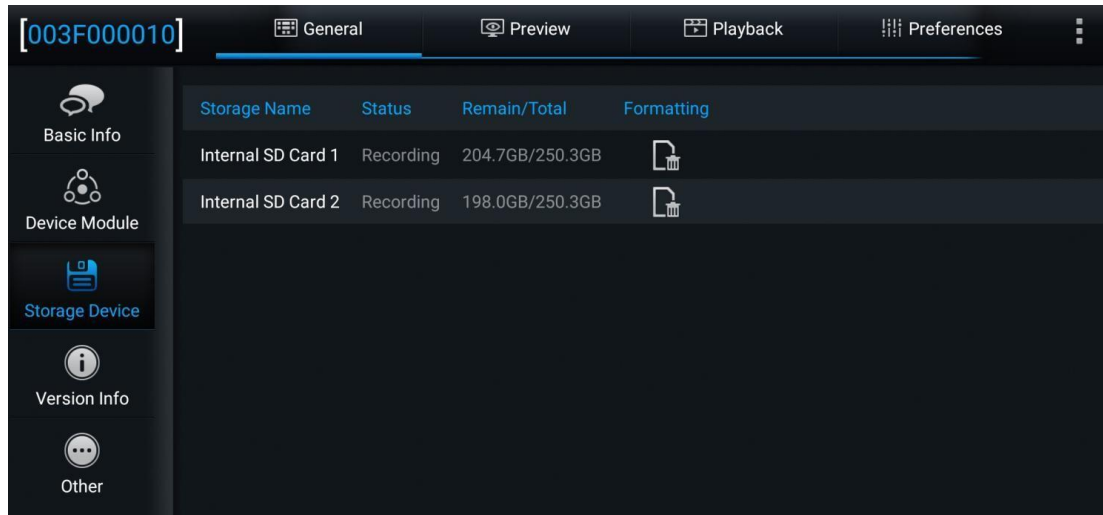 [003F000010]
General
Preview
Playback
Preferences
Basic Info
Device Module
Storage Device
Version Info
Other
Storage Name Status Remain/Total Formatting
Internal SD Card 1 Recording 204.7GB/250.3GB
Internal SD Card 2 Recording 198.0GB/250.3GB